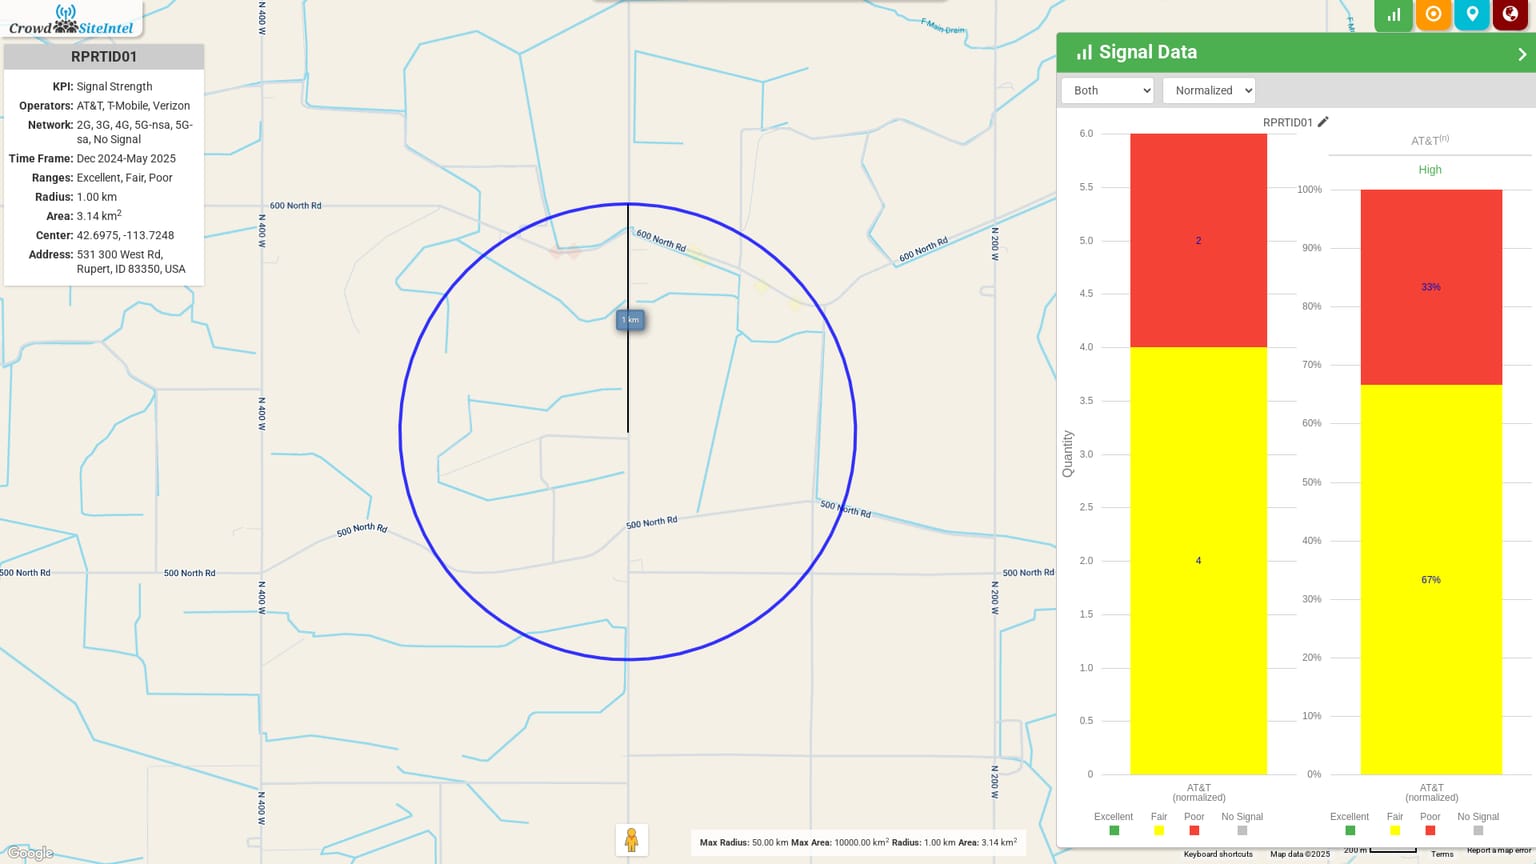 CrowdSiteIntel
RPRTID01
KPI: Signal Strength
Operators: AT&T, T-Mobile, Verizon
Network: 2G, 3G, 4G, 5G-nsa, 5G-
sa, No Signal
Time Frame: Dec 2024-May 2025
Ranges: Excellent, Fair, Poor
Radius: 1.00 km
Area: 3.14 km²
Center: 42.6975, -113.7248
Address: 531 300 West Rd,
Rupert, ID 83350, USA
N 400 W
F Main Drain
600 North Rd
N 400 W
600 North Rd
600 North Rd
N 200 W
1 km
N 400 W
500 North Rd
500 North Rd
500 North Rd
500 North Rd
500 North Rd
500 North Rd
N 400 W
N 200 W
N 400 W
N 200 W
Google
Max Radius: 50.00 km Max Area: 10000.00 km² Radius: 1.00 km Area: 3.14 km²
Signal Data
Both
Normalized
RPRTID01
6.0
5.5
5.0
4.5
4.0
3.5
3.0
2.5
2.0
1.5
1.0
0.5
0
Quantity
2
4
AT&T
(normalized)
Excellent
Fair
Poor
No Signal
AT&T(n)
High
100%
90%
80%
70%
60%
50%
40%
30%
20%
10%
0%
33%
67%
AT&T
(normalized)
Excellent
Fair
Poor
No Signal
Keyboard shortcuts
Map data ©2025
200 m
Terms
Report a map error